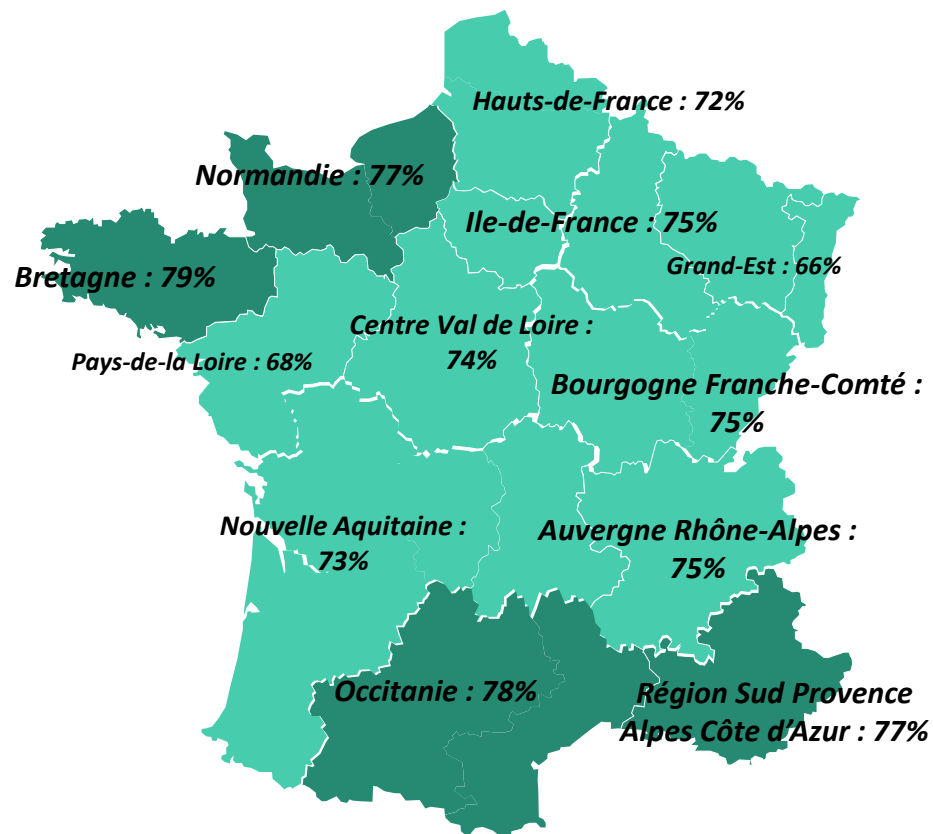 Hauts-de-France : 72%
Normandie : 77%
Ile-de-France : 75%
Grand-Est : 66%
Bretagne : 79%
Centre Val de Loire :
74%
Pays-de-la Loire : 68%
Bourgogne Franche-Comté :
75%
Nouvelle Aquitaine :
73%
Auvergne Rhône-Alpes :
75%
Occitanie : 78%
Région Sud Provence
Alpes Côte d’Azur : 77%